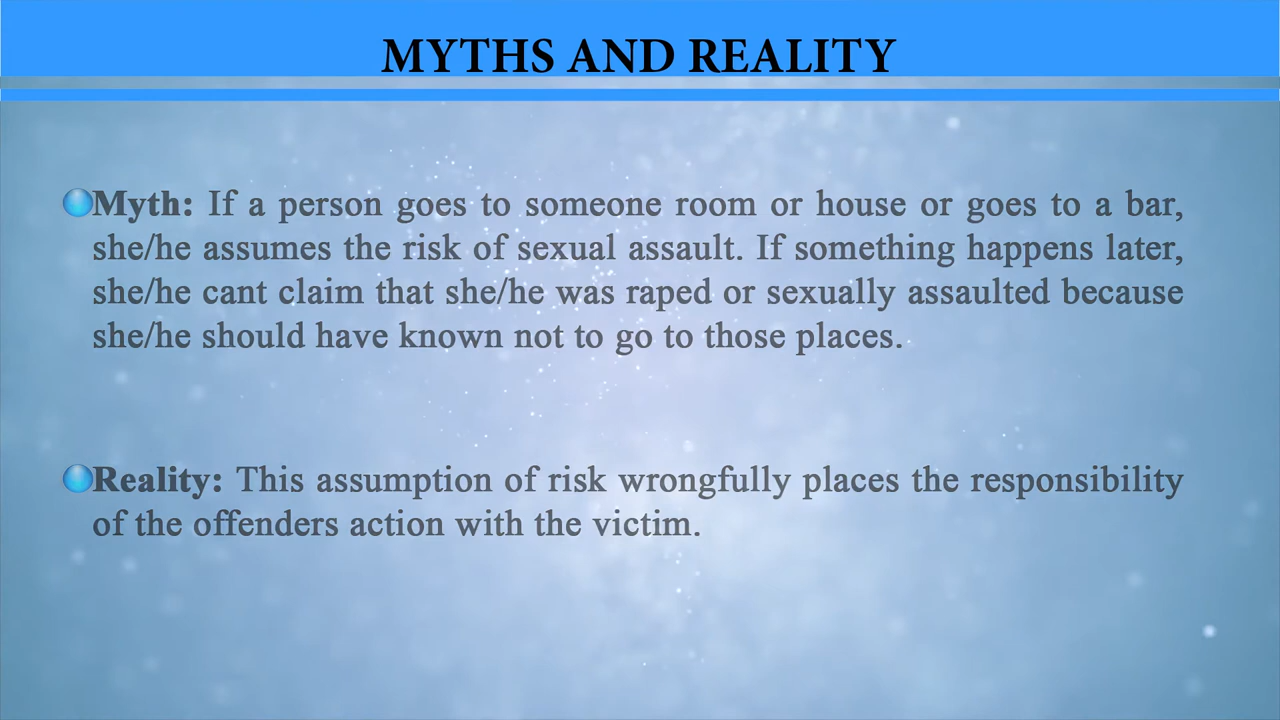 MYTHS AND REALITY
Myth: If a person goes to someone room or house or goes to a bar,
she/he assumes the risk of sexual assault. If something happens later,
she/he cant claim that she/he was raped or sexually assaulted because
she/he should have known not to go to those places.
Reality: This assumption of risk wrongfully places the responsibility
of the offenders action with the victim.